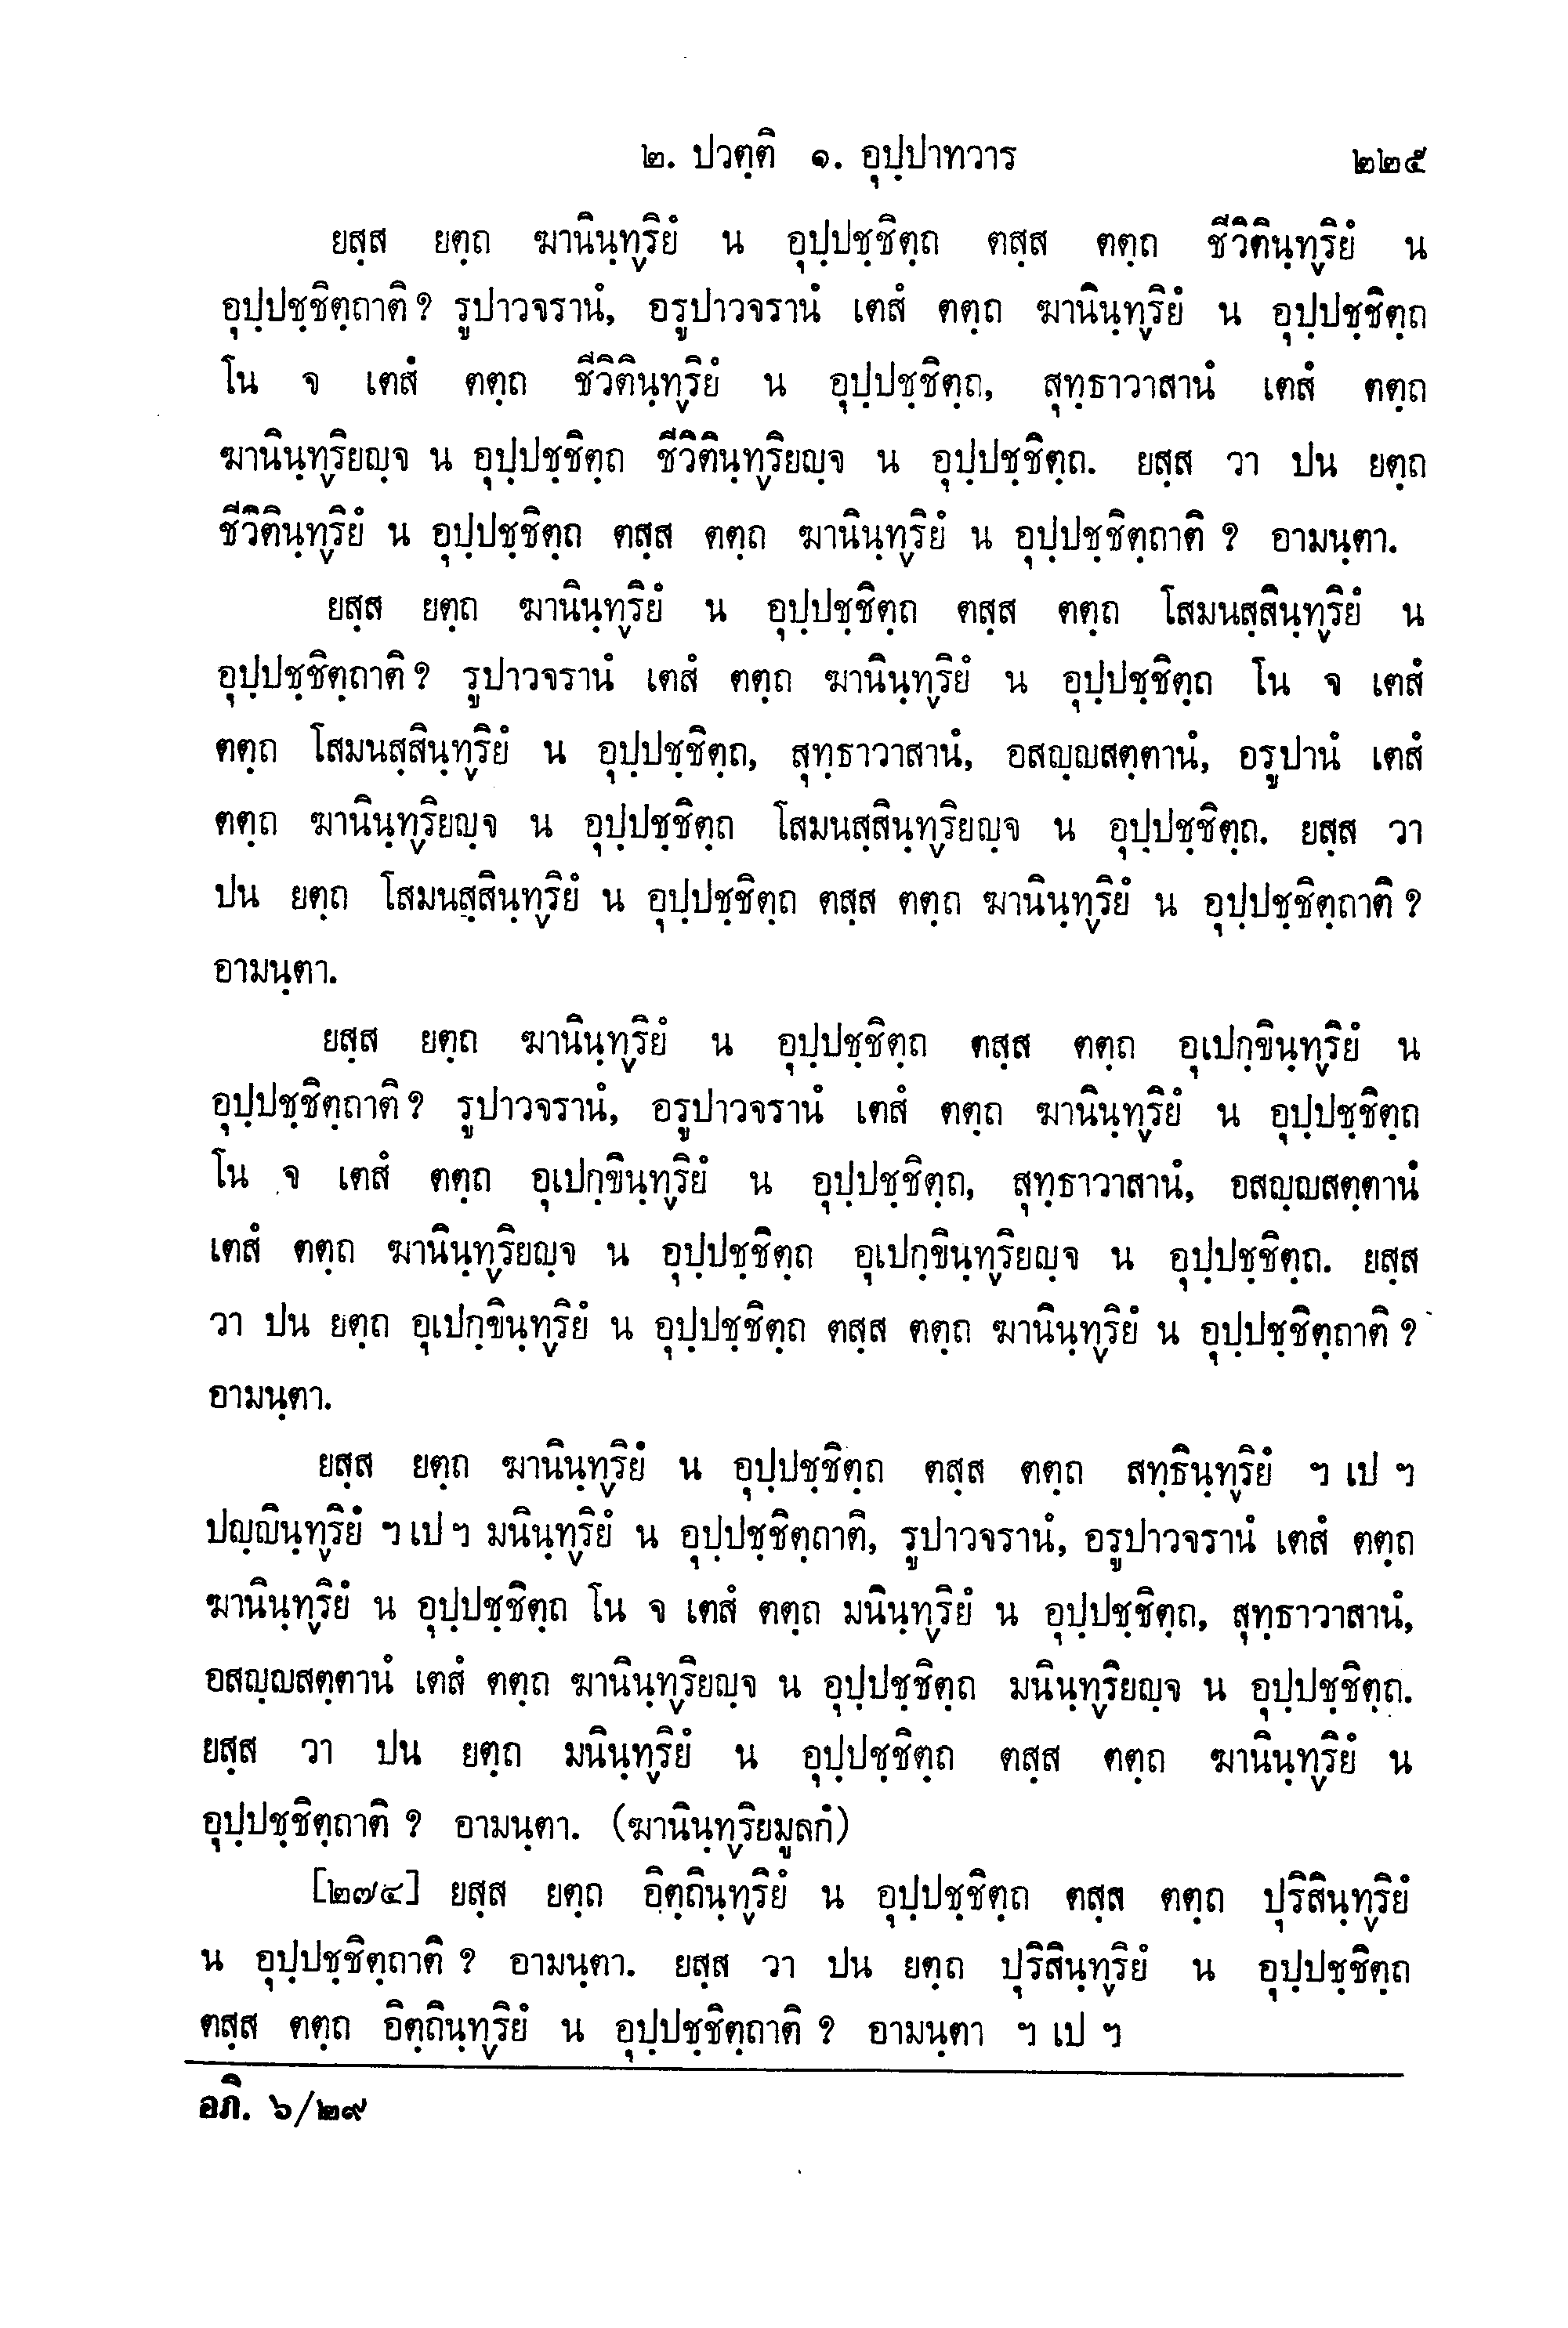 ๒. ปวตฺติ ๑. อุปฺปาทวาร ๒๒๕
ยสฺส ยตฺถ ฆานินฺทฺริยํ น อุปฺปชฺชิตฺถ ตสฺส ตตฺถ ชีวิตินฺทฺริยํ น
อุปฺปชฺชิตฺถาติ ? รูปาวจรานํ, อรูปาวจรานํ เตสํ ตตฺถ ฆานินฺทฺริยํ น อุปฺปชฺชิตฺถ
โน จ เตสํ ตตฺถ ชีวิตินฺทฺริยํ น อุปฺปชฺชิตฺถ, สุทฺธาวาสานํ เตสํ ตตฺถ
ฆานินฺทฺริยญฺจ น อุปฺปชฺชิตฺถ ชีวิตินฺทฺริยญฺจ น อุปฺปชฺชิตฺถ. ยสฺส วา ปน ยตฺถ
ชีวิตินฺทฺริยํ น อุปฺปชฺชิตฺถ ตสฺส ตตฺถ ฆานินฺทฺริยํ น อุปฺปชฺชิตฺถาติ ? อามนฺตา.
ยสฺส ยตฺถ ฆานินฺทฺริยํ น อุปฺปชฺชิตฺถ ตสฺส ตตฺถ โสมนสฺสินฺทฺริยํ น
อุปฺปชฺชิตฺถาติ ? รูปาวจรานํ เตสํ ตตฺถ ฆานินฺทฺริยํ น อุปฺปชฺชิตฺถ โน จ เตสํ
ตตฺถ โสมนสฺสินฺทฺริยํ น อุปฺปชฺชิตฺถ, สุทฺธาวาสานํ, อสญฺญสตฺตานํ, อรูปานํ เตสํ
ตตฺถ ฆานินฺทฺริยญฺจ น อุปฺปชฺชิตฺถ โสมนสฺสินฺทฺริยญฺจ น อุปฺปชฺชิตฺถ. ยสฺส วา
ปน ยตฺถ โสมนสฺสินฺทฺริยํ น อุปฺปชฺชิตฺถ ตสฺส ตตฺถ ฆานินฺทฺริยํ น อุปฺปชฺชิตฺถาติ ?
อามนฺตา.
ยสฺส ยตฺถ ฆานินฺทฺริยํ น อุปฺปชฺชิตฺถ ตสฺส ตตฺถ อุเปกฺขินฺทฺริยํ น
อุปฺปชฺชิตฺถาติ ? รูปาวจรานํ, อรูปาวจรานํ เตสํ ตตฺถ ฆานินฺทฺริยํ น อุปฺปชฺชิตฺถ
โน จ เตสํ ตตฺถ อุเปกฺขินฺทฺริยํ น อุปฺปชฺชิตฺถ, สุทฺธาวาสานํ, อสญฺญสตฺตานํ
เตสํ ตตฺถ ฆานินฺทฺริยญฺจ น อุปฺปชฺชิตฺถ อุเปกฺขินฺทฺริยญฺจ น อุปฺปชฺชิตฺถ. ยสฺส
วา ปน ยตฺถ อุเปกฺขินฺทฺริยํ น อุปฺปชฺชิตฺถ ตสฺส ตตฺถ ฆานินฺทฺริยํ น อุปฺปชฺชิตฺถาติ ?
อามนฺตา.
ยสฺส ยตฺถ ฆานินฺทฺริยํ น อุปฺปชฺชิตฺถ ตสฺส ตตฺถ สทฺธินฺทฺริยํ ฯ เป ฯ
ปญฺญินฺทฺริยํ ฯ เป ฯ มนินฺทฺริยํ น อุปฺปชฺชิตฺถาติ, รูปาวจรานํ, อรูปาวจรานํ เตสํ ตตฺถ
ฆานินฺทฺริยํ น อุปฺปชฺชิตฺถ โน จ เตสํ ตตฺถ มนินฺทฺริยํ น อุปฺปชฺชิตฺถ, สุทฺธาวาสานํ,
อสญฺญสตฺตานํ เตสํ ตตฺถ ฆานินฺทฺริยญฺจ น อุปฺปชฺชิตฺถ มนินฺทฺริยญฺจ น อุปฺปชฺชิตฺถ.
ยสฺส วา ปน ยตฺถ มนินฺทฺริยํ น อุปฺปชฺชิตฺถ ตสฺส ตตฺถ ฆานินฺทฺริยํ น
อุปฺปชฺชิตฺถาติ ? อามนฺตา. (ฆานินฺทฺริยมูลกํ)
[๒๗๔] ยสฺส ยตฺถ อิตฺถินฺทฺริยํ น อุปฺปชฺชิตฺถ ตสฺส ตตฺถ ปุริสินฺทฺริยํ
น อุปฺปชฺชิตฺถาติ ? อามนฺตา. ยสฺส วา ปน ยตฺถ ปุริสินฺทฺริยํ น อุปฺปชฺชิตฺถ
ตสฺส ตตฺถ อิตฺถินฺทฺริยํ น อุปฺปชฺชิตฺถาติ ? อามนฺตา ฯ เป ฯ
อภิ. ๖/๒๙